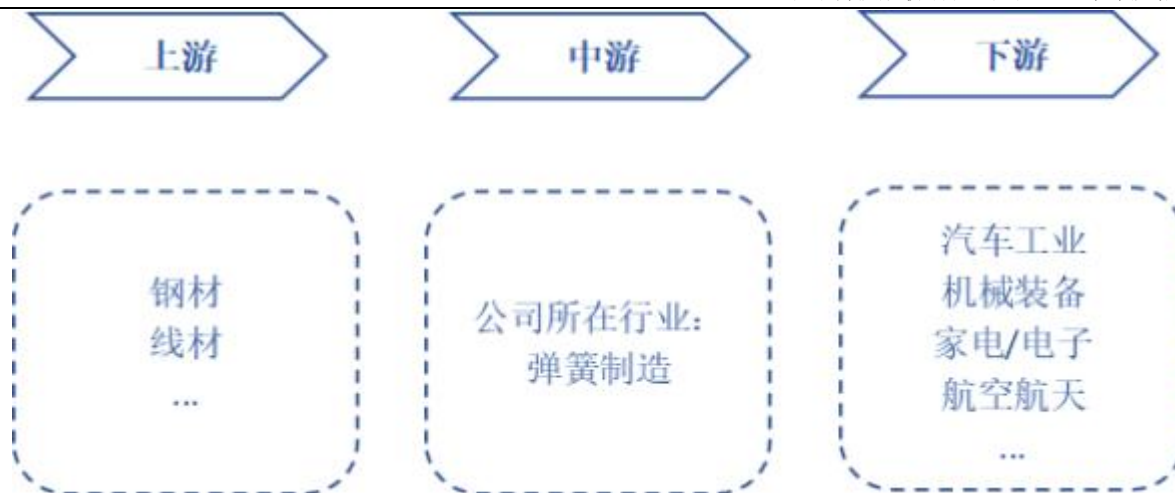 上游
中游
下游
钢材
线材
...
公司所在行业：
弹簧制造
汽车工业
机械装备
家电/电子
航空航天
...